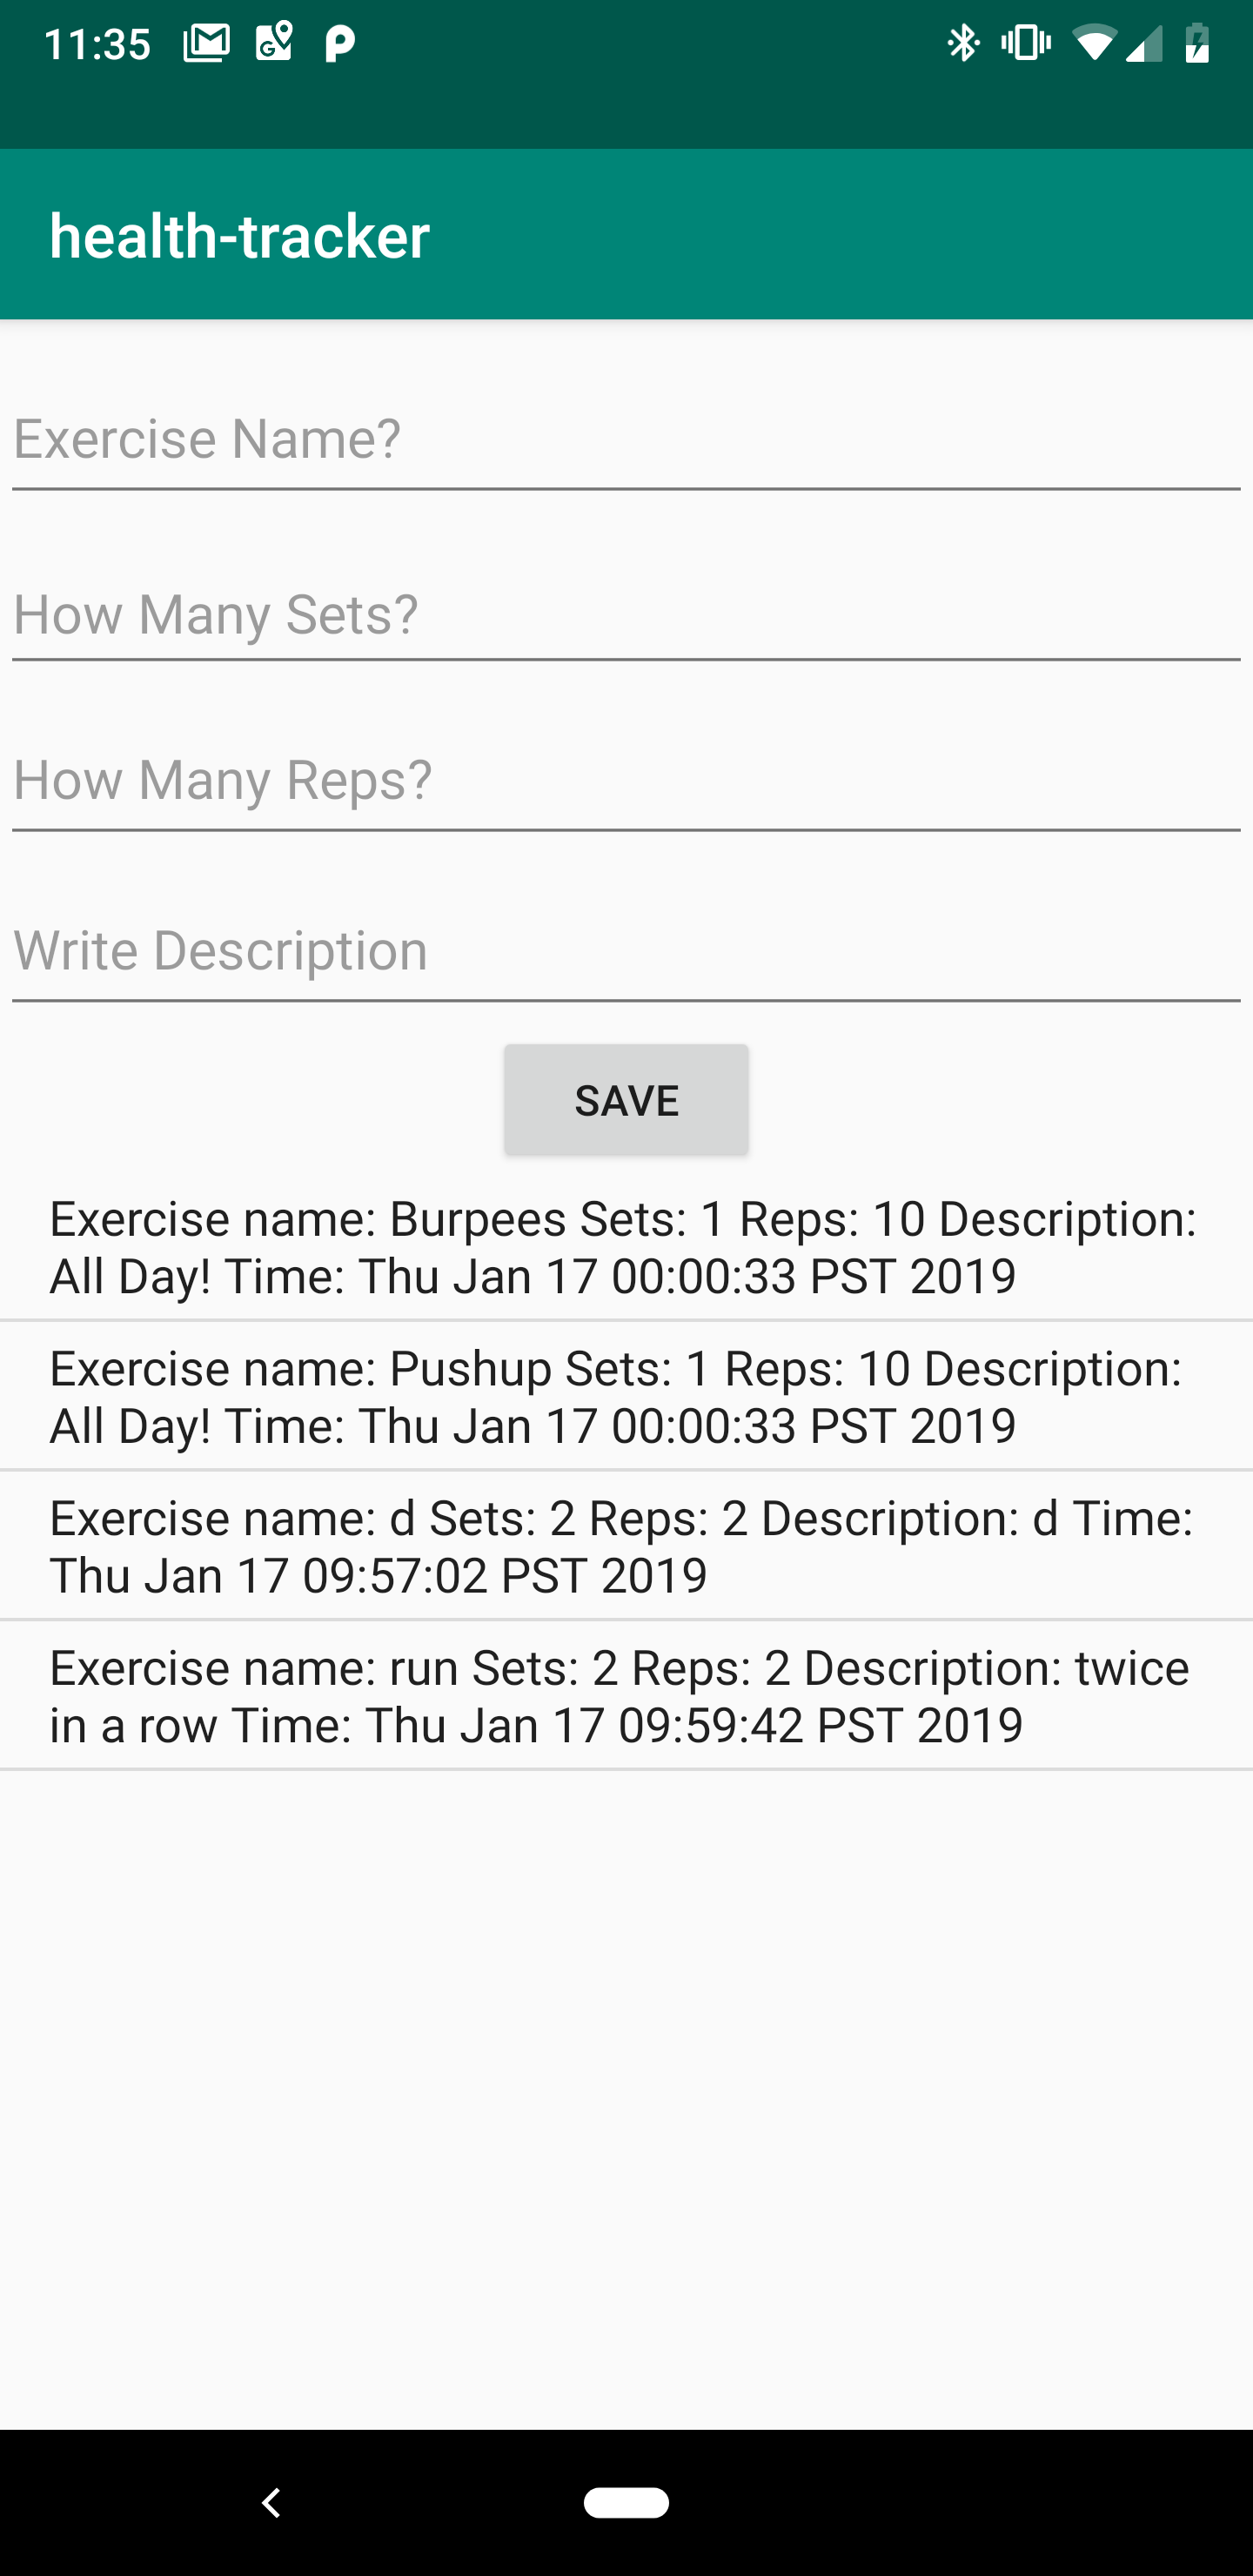 11:35
health-tracker
Exercise Name?
How Many Sets?
How Many Reps?
Write Description
SAVE
Exercise name: Burpees Sets: 1 Reps: 10 Description:
All Day! Time: Thu Jan 17 00:00:33 PST 2019
Exercise name: Pushup Sets: 1 Reps: 10 Description:
All Day! Time: Thu Jan 17 00:00:33 PST 2019
Exercise name: d Sets: 2 Reps: 2 Description: d Time:
Thu Jan 17 09:57:02 PST 2019
Exercise name: run Sets: 2 Reps: 2 Description: twice
in a row Time: Thu Jan 17 09:59:42 PST 2019